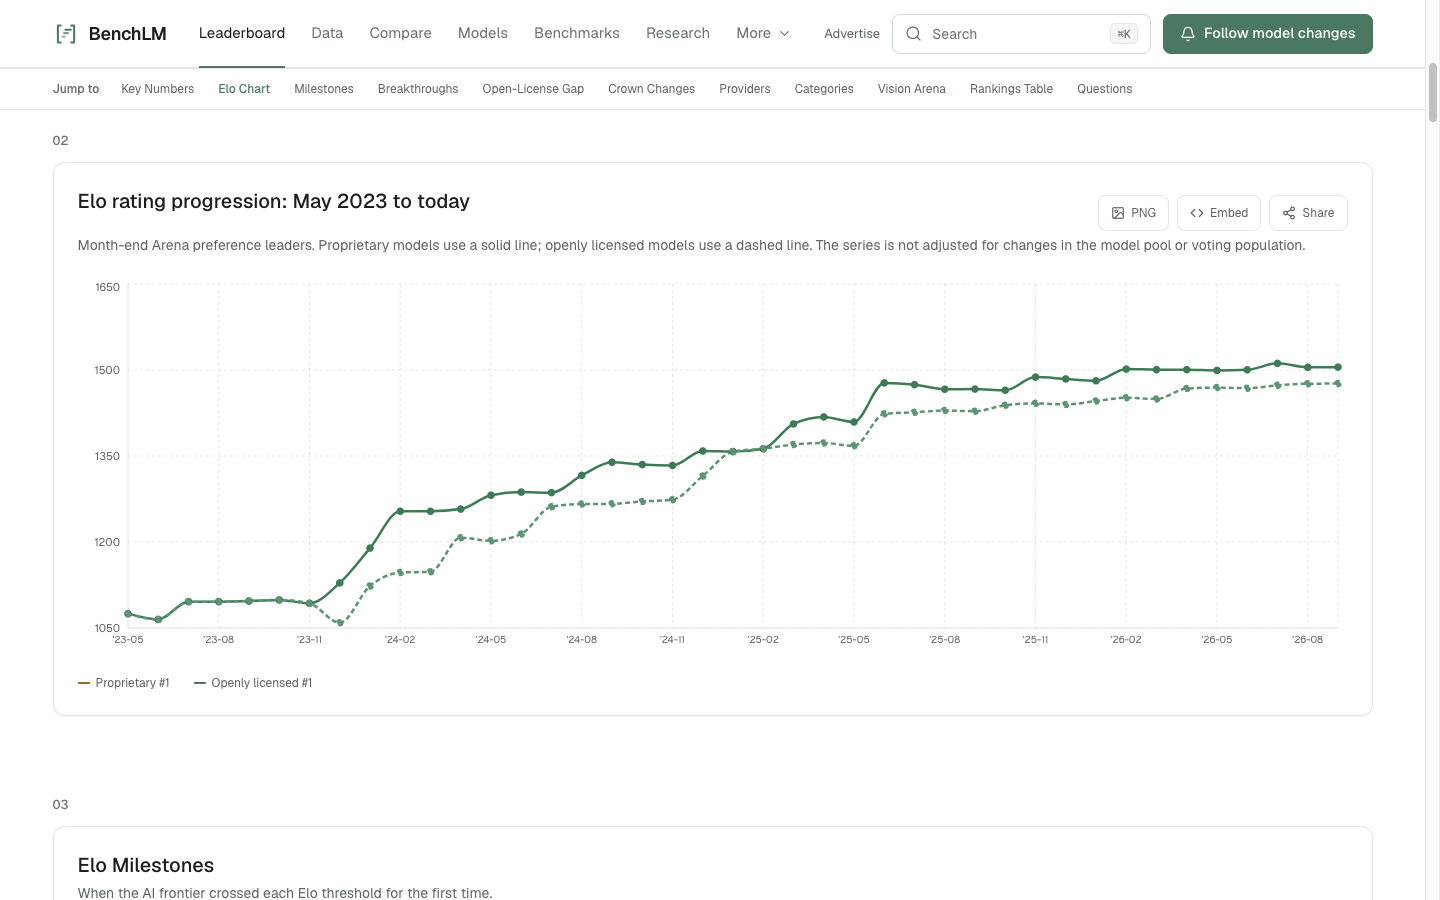 BenchLM Leaderboard Data Compare Models Benchmarks Research More Advertise Search ⌘K Follow model changes
Jump to Key Numbers Elo Chart Milestones Breakthroughs Open-License Gap Crown Changes Providers Categories Vision Arena Rankings Table Questions
02
Elo rating progression: May 2023 to today
PNG Embed Share
Month-end Arena preference leaders. Proprietary models use a solid line; openly licensed models use a dashed line. The series is not adjusted for changes in the model pool or voting population.
1650
1500
1350
1200
1050
'23-05 '23-08 '23-11 '24-02 '24-05 '24-08 '24-11 '25-02 '25-05 '25-08 '25-11 '26-02 '26-05 '26-08
Proprietary #1 Openly licensed #1
03
Elo Milestones
When the AI frontier crossed each Elo threshold for the first time.